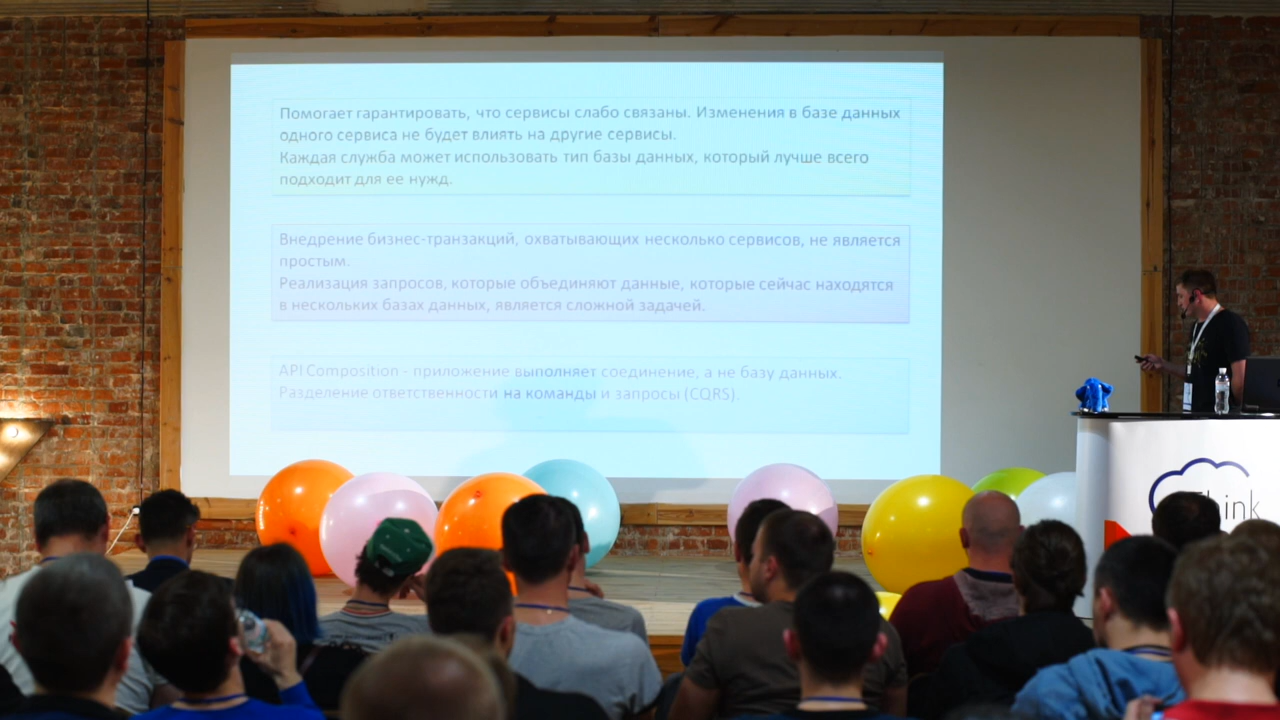 Помогает гарантировать, что сервисы слабо связаны. Изменения в базе данных
одного сервиса не будет влиять на другие сервисы.
Каждая служба может использовать тип базы данных, который лучше всего
подходит для ее нужд.
Внедрение бизнес-транзакций, охватывающих несколько сервисов, не является
простым.
Реализация запросов, которые объединяют данные, которые сейчас находятся
в нескольких базах данных, является сложной задачей.
API Composition - приложение выполняет соединение, а не базу данных.
Разделение ответственности на команды и запросы (CQRS).
Think